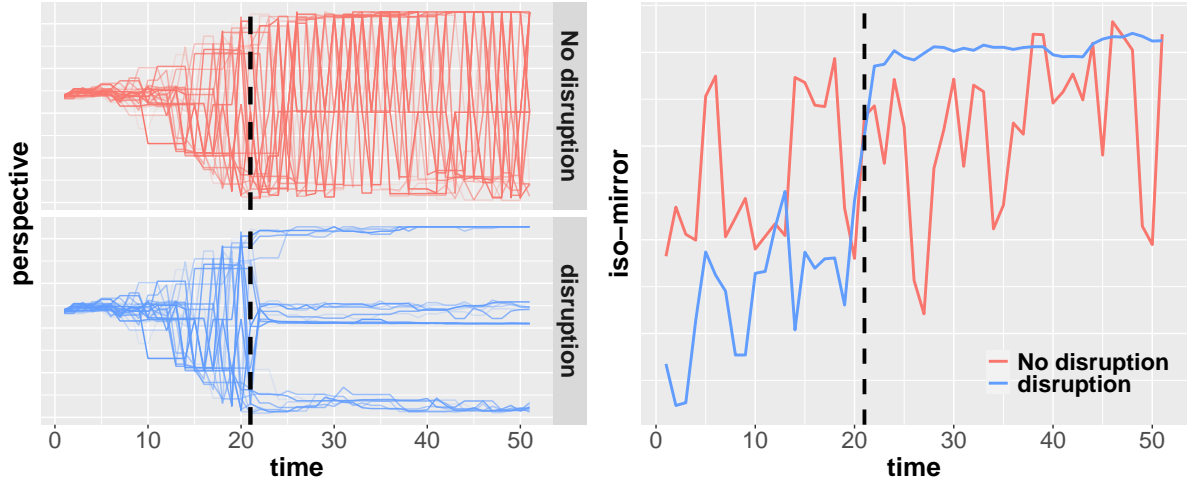 perspective
No disruption
disruption
0 10 20 30 40 50
time
iso−mirror
No disruption
disruption
0 10 20 30 40 50
time